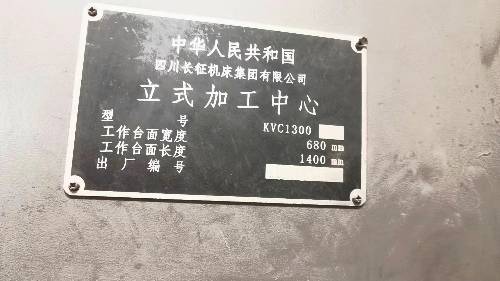 中华人民共和国
四川长征机床集团有限公司
立式加工中心
型号 KVC1300
工作台面宽度 680 mm
工作台面长度 1400 mm
出厂编号